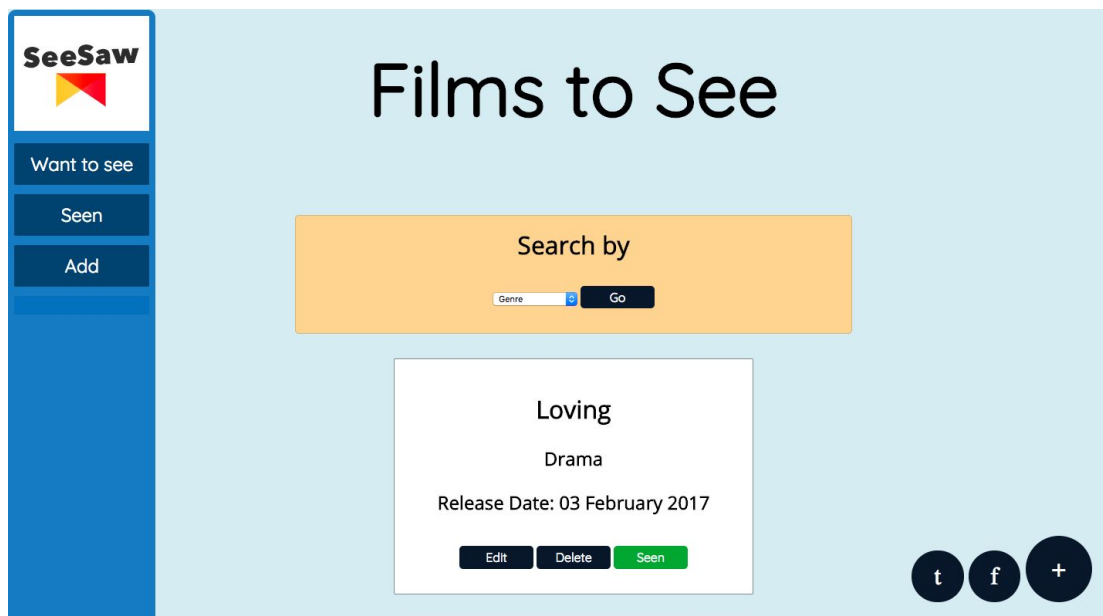 SeeSaw
Want to see
Seen
Add
Films to See
Search by
Genre Go
Loving
Drama
Release Date: 03 February 2017
Edit Delete Seen
t f +